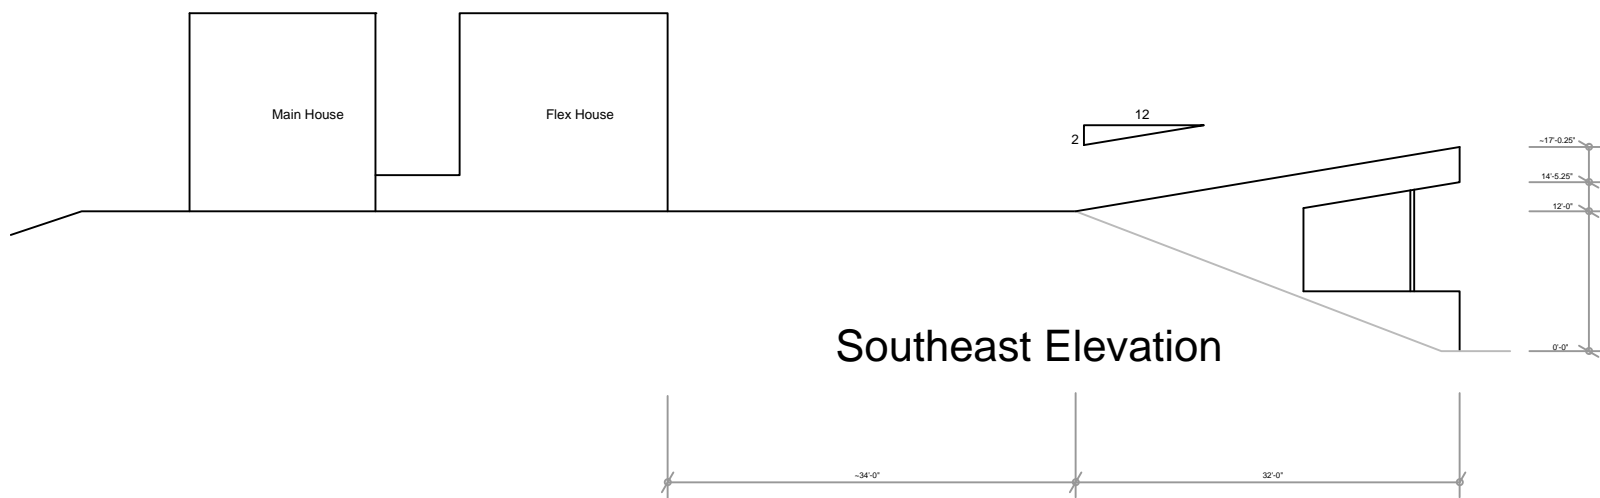 Main House
Flex House
12
2
~17'-0.25"
14'-5.25"
12'-0"
0'-0"
Southeast Elevation
~34'-0"
32'-0"